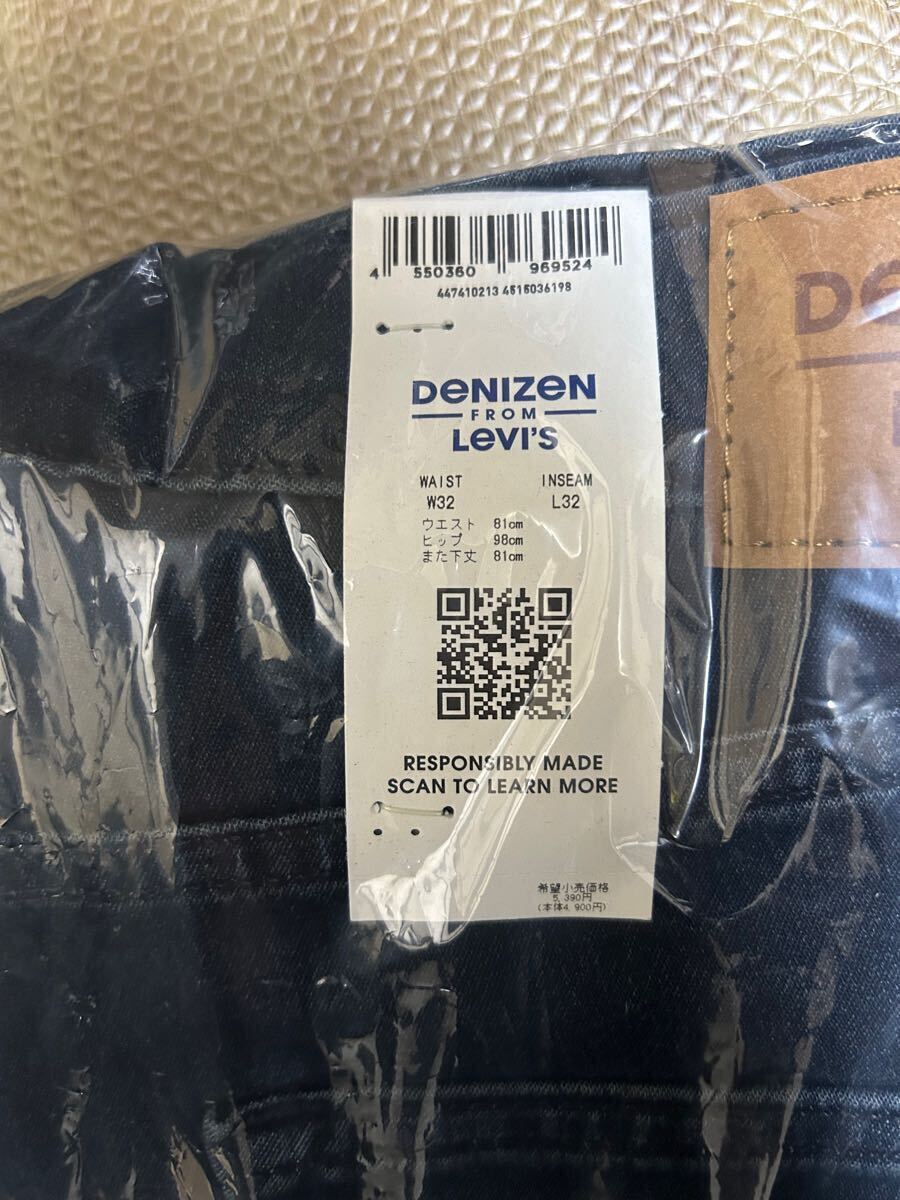 4 550360 969524
447410213 4515036198
DENIZEN
FROM
LEVI'S
WAIST INSEAM
W32 L32
ウエスト 81cm
ヒップ 98cm
また下丈 81cm
RESPONSIBLY MADE
SCAN TO LEARN MORE
希望小売価格
5,390円
(本体4,900円)